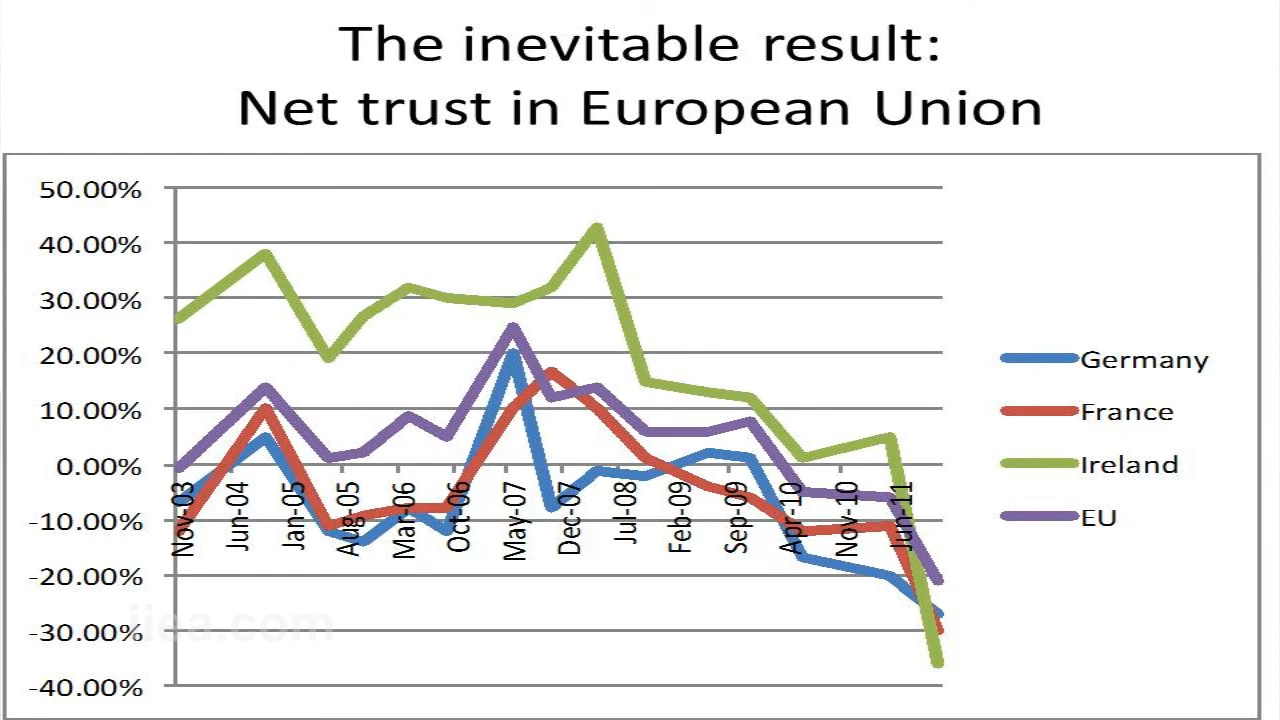 The inevitable result:
Net trust in European Union
50.00%
40.00%
30.00%
20.00%
10.00%
0.00%
-10.00%
-20.00%
-30.00%
-40.00%
Nov-03
Jun-04
Jan-05
Aug-05
Mar-06
Oct-06
May-07
Dec-07
Jul-08
Feb-09
Sep-09
Apr-10
Nov-10
Jun-11
Germany
France
Ireland
EU
iiea.com